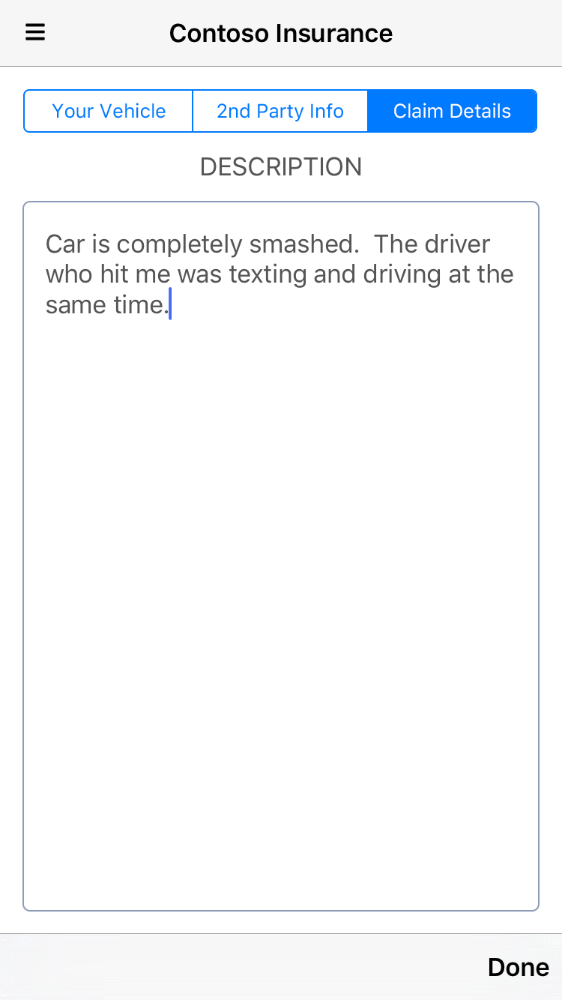 Contoso Insurance
Your Vehicle 2nd Party Info Claim Details
DESCRIPTION
Car is completely smashed.  The driver
who hit me was texting and driving at the
same time.
Done